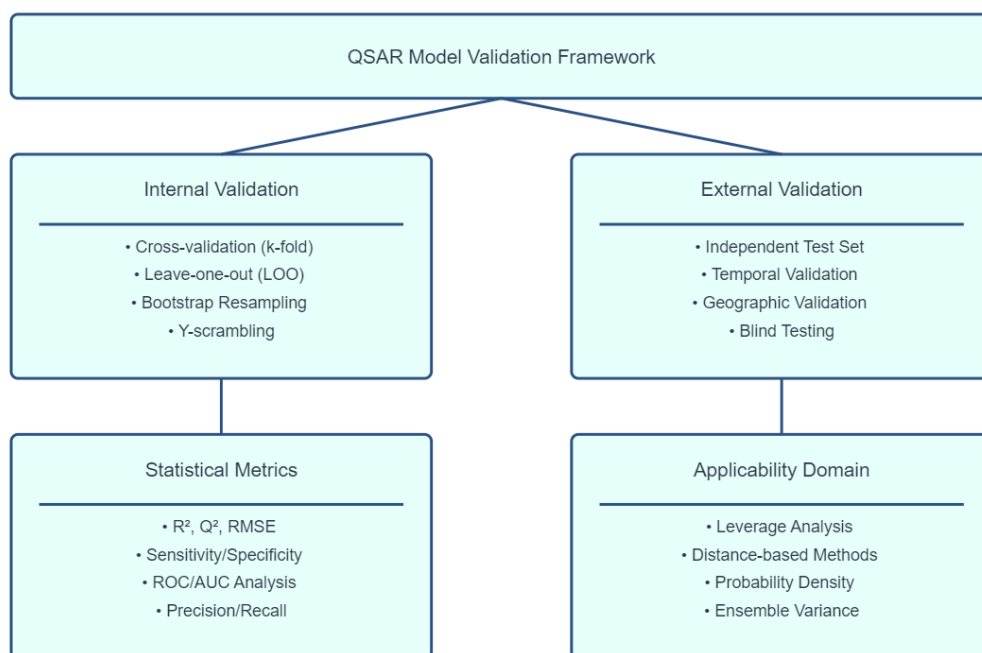 QSAR Model Validation Framework
Internal Validation
• Cross-validation (k-fold)
• Leave-one-out (LOO)
• Bootstrap Resampling
• Y-scrambling
External Validation
• Independent Test Set
• Temporal Validation
• Geographic Validation
• Blind Testing
Statistical Metrics
• R², Q², RMSE
• Sensitivity/Specificity
• ROC/AUC Analysis
• Precision/Recall
Applicability Domain
• Leverage Analysis
• Distance-based Methods
• Probability Density
• Ensemble Variance